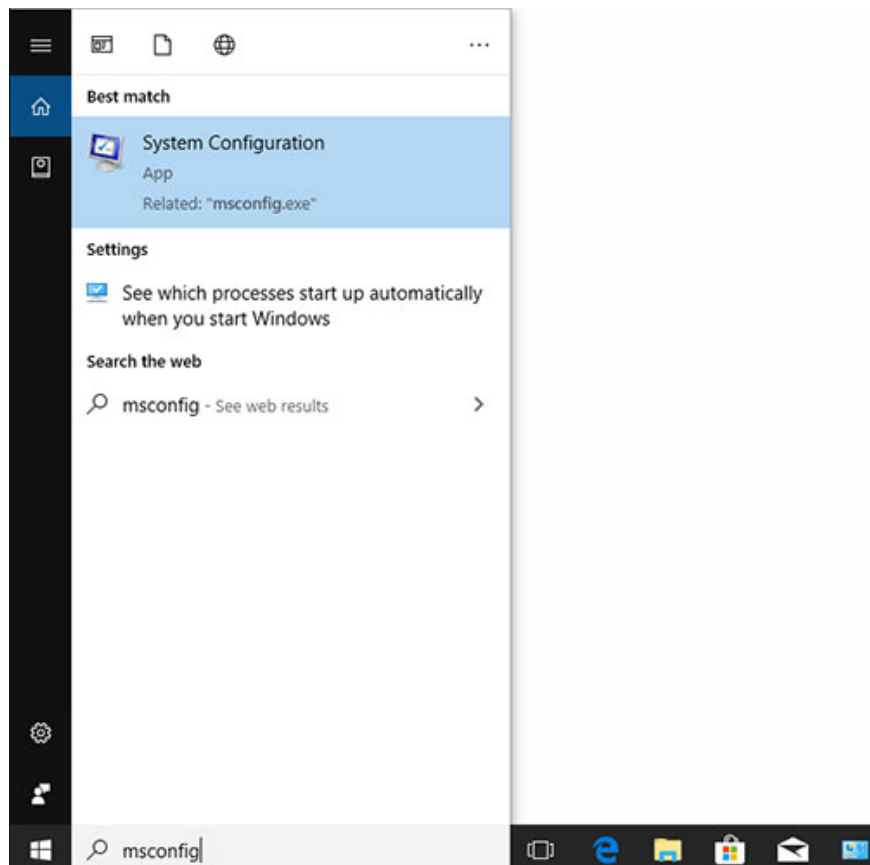 Best match
System Configuration
App
Related: "msconfig.exe"
Settings
See which processes start up automatically
when you start Windows
Search the web
msconfig - See web results
msconfig